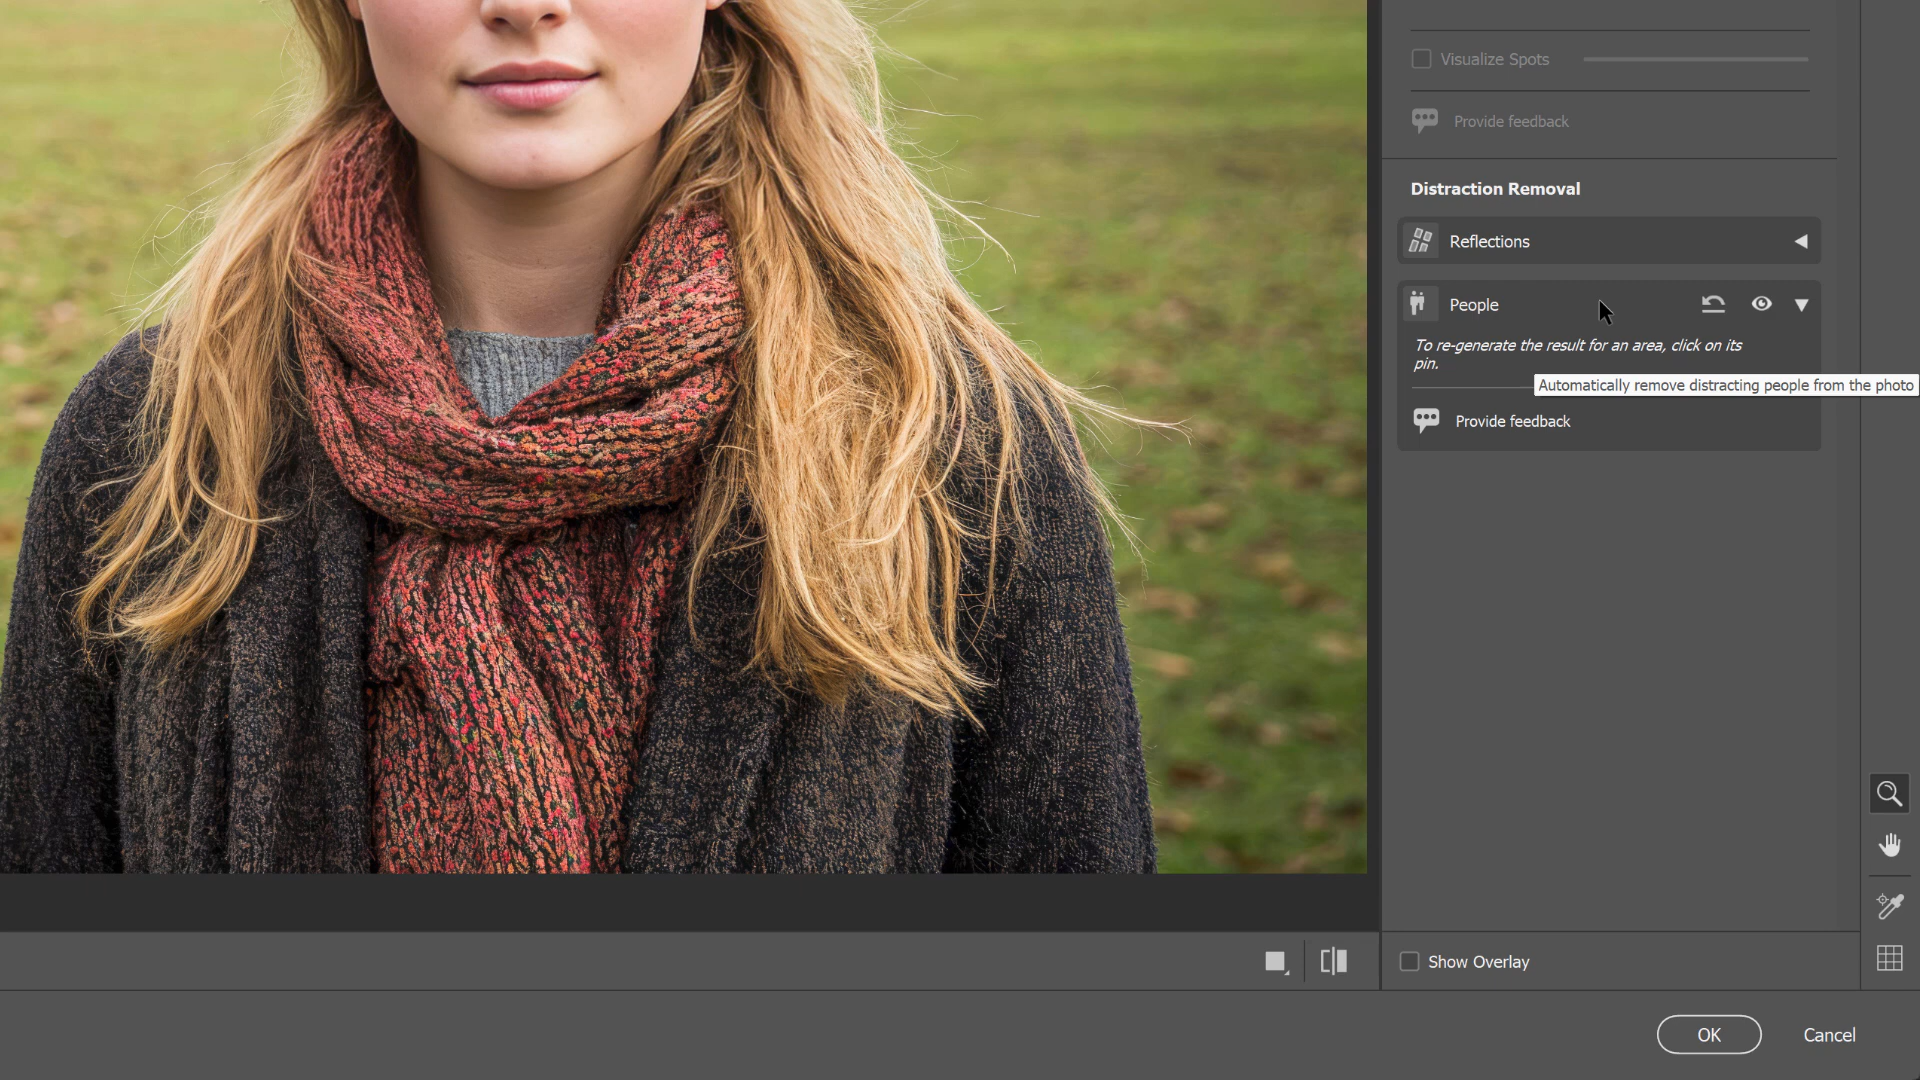 Visualize Spots
Provide feedback
Distraction Removal
Reflections
People
To re-generate the result for an area, click on its
pin.
Automatically remove distracting people from the photo
Provide feedback
Show Overlay
OK
Cancel